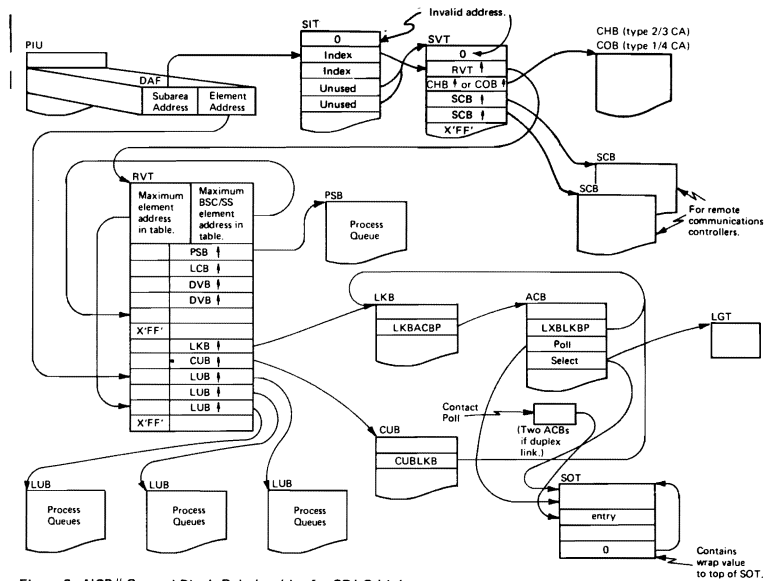 Invalid address.
SIT
0
Index
Index
Unused
Unused
SVT
0
RVT
CHB or COB
SCB
SCB
X'FF'
CHB (type 2/3 CA)
COB (type 1/4 CA)
PIU
DAF
Subarea Address
Element Address
SCB
SCB
For remote
communications
controllers.
RVT
Maximum
element
address
in table.
Maximum
BSC/SS
element
address in
table.
PSB
LCB
DVB
DVB
X'FF'
LKB
CUB
LUB
LUB
LUB
X'FF'
PSB
Process
Queue
LKB
LKBACBP
ACB
LXBLKBP
Poll
Select
LGT
Contact
Poll
(Two ACBs
if duplex
link.)
CUB
CUBLKB
SOT
entry
0
Contains
wrap value
to top of SOT.
LUB
Process
Queues
LUB
Process
Queues
LUB
Process
Queues